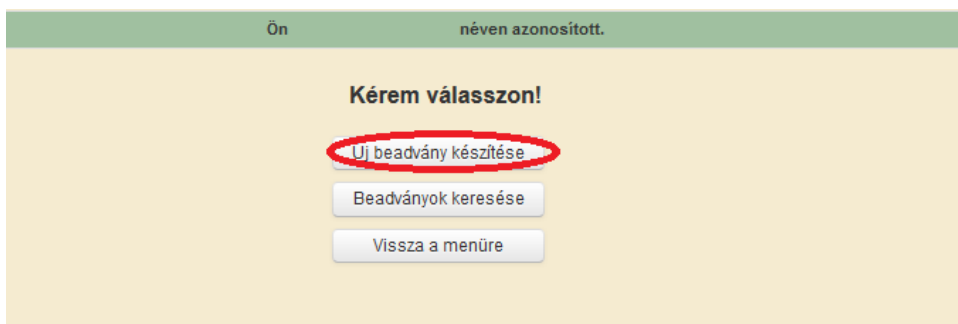 Ön néven azonosított.
Kérem válasszon!
Új beadvány készítése
Beadványok keresése
Vissza a menüre